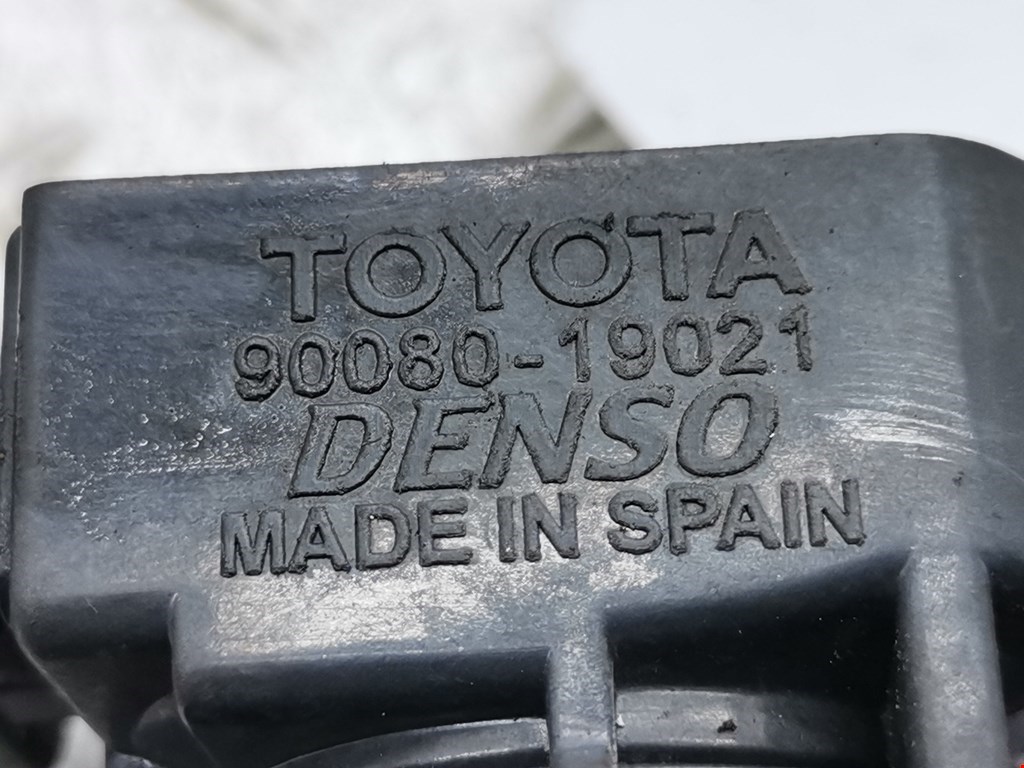 TOYOTA
90080-19021
DENSO
MADE IN SPAIN